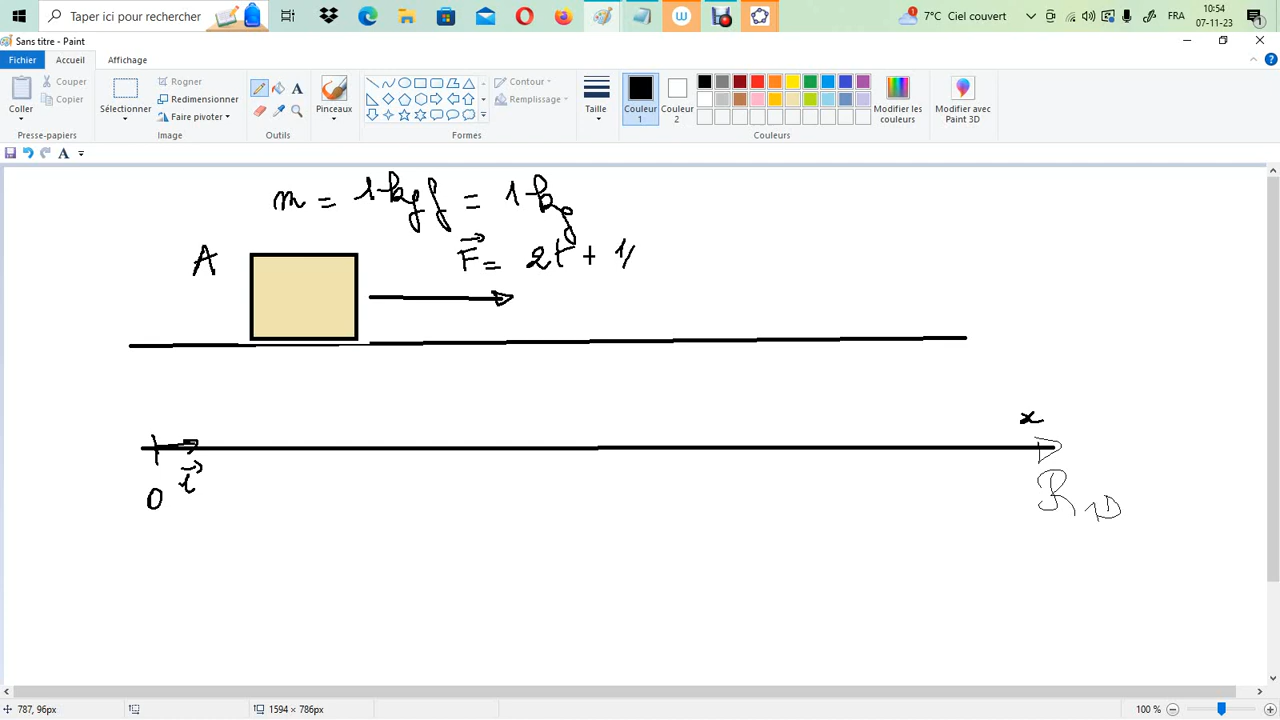 Taper ici pour rechercher
7°C Ciel couvert
FRA
10:54
07-11-23
1
Sans titre - Paint
Fichier
Accueil
Affichage
Coller
Couper
Copier
Presse-papiers
Sélectionner
Rogner
Redimensionner
Faire pivoter
Image
A
Outils
Pinceaux
Contour
Remplissage
Formes
Taille
Couleur 1
Couleur 2
Modifier les couleurs
Couleurs
Modifier avec Paint 3D
A
m = 1 kgf = 1 kg
A
F = 2t + 1
x
i
0
R 1D
787, 96px
1594 × 786px
100 %